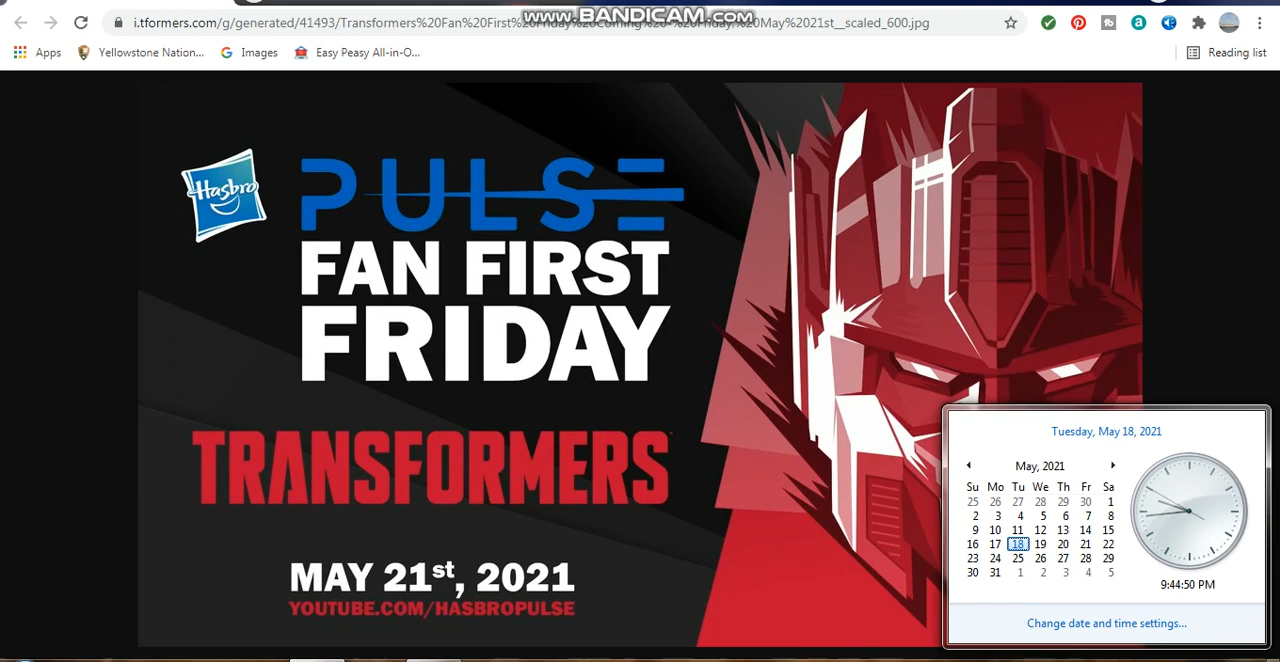 www.BANDICAM.com
i.tformers.com/g/generated/41493/Transformers%20Fan%20First%20Friday%20Coming%20-%20Friday,%20May%2021st__scaled_600.jpg
Apps
Yellowstone Nation...
Images
Easy Peasy All-in-O...
Reading list
Hasbro
PULSE
FAN FIRST
FRIDAY
TRANSFORMERS
MAY 21st, 2021
YOUTUBE.COM/HASBROPULSE
Tuesday, May 18, 2021
May, 2021
Su Mo Tu We Th Fr Sa
25 26 27 28 29 30 1
2 3 4 5 6 7 8
9 10 11 12 13 14 15
16 17 18 19 20 21 22
23 24 25 26 27 28 29
30 31 1 2 3 4 5
9:44:50 PM
Change date and time settings...